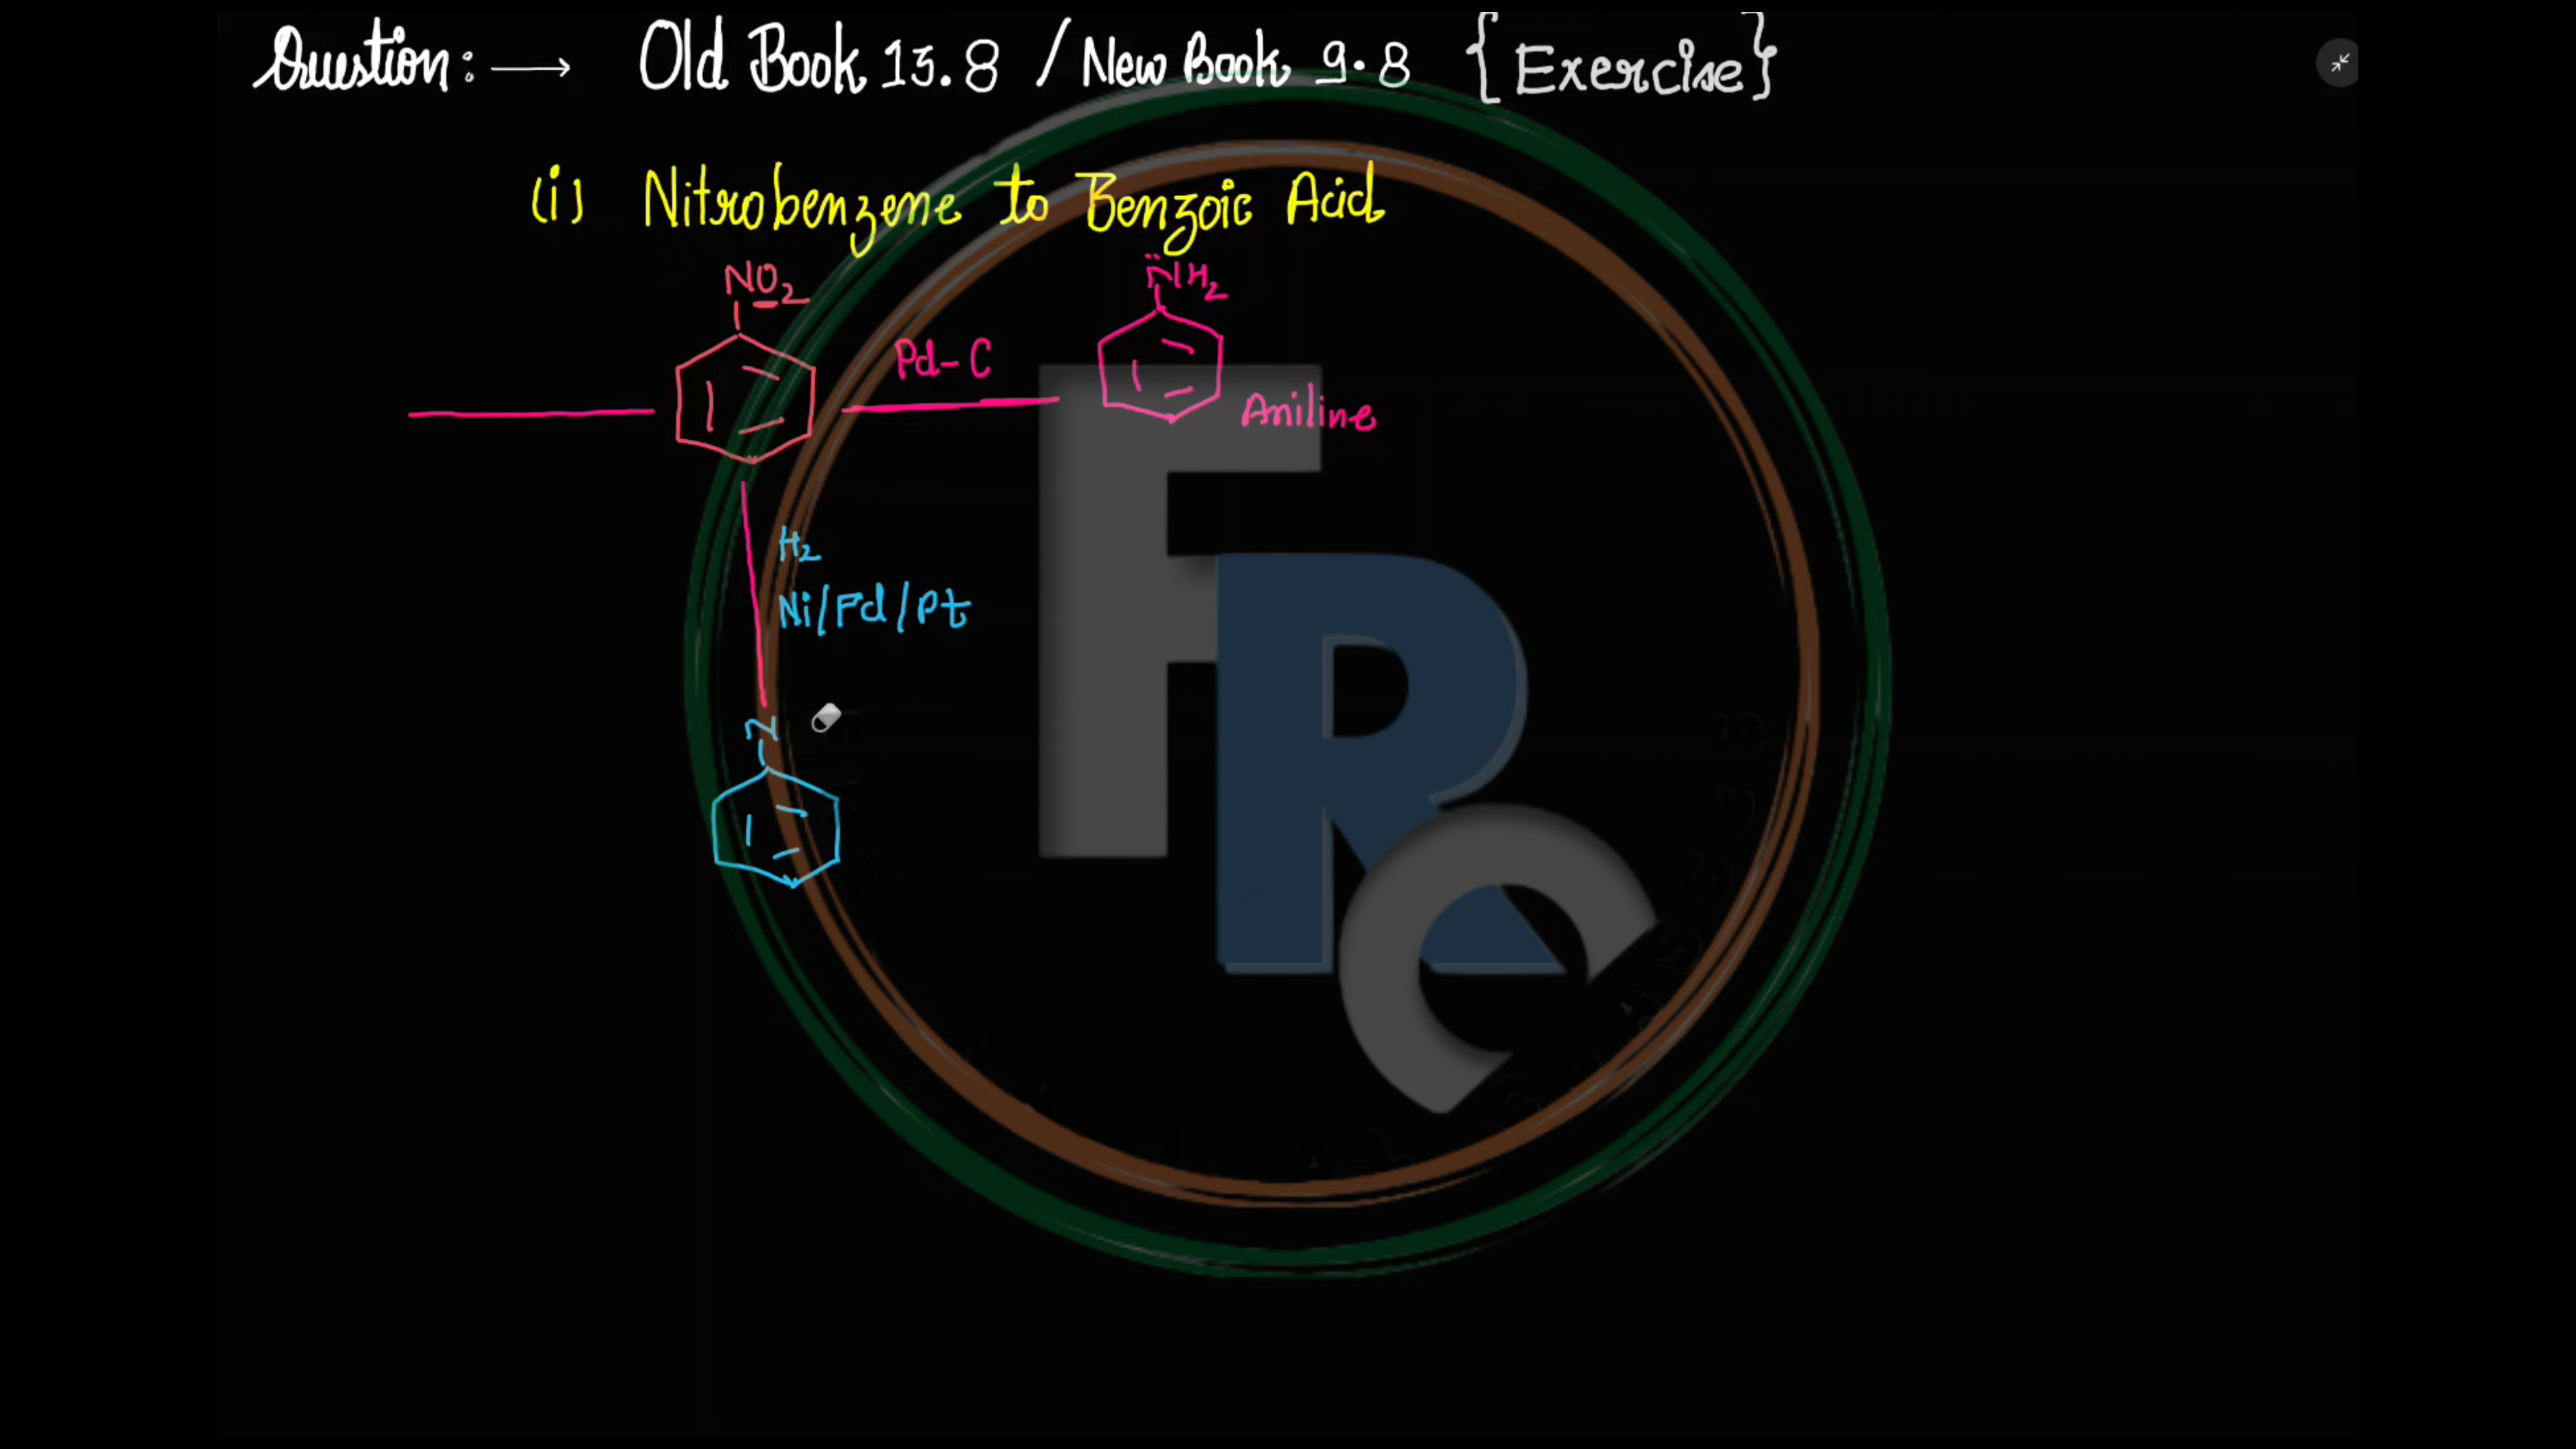 Question: → Old Book 13.8 / New Book 9.8 {Exercise}
(i) Nitrobenzene to Benzoic Acid
NO2
NH2
Pd-C
Aniline
H2
Ni/Pd/Pt
N
FRC